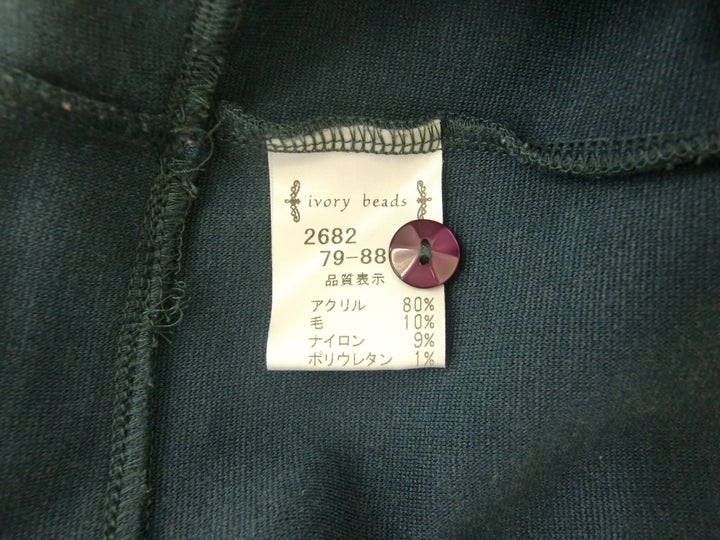 ivory beads
2682
79-88
品質表示
アクリル 80%
毛 10%
ナイロン 9%
ポリウレタン 1%